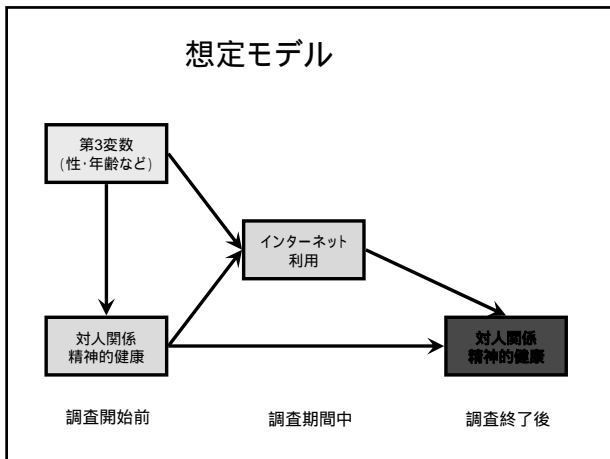 想定モデル
第3変数
(性・年齢など)
インターネット
利用
対人関係
精神的健康
対人関係
精神的健康
調査開始前
調査期間中
調査終了後